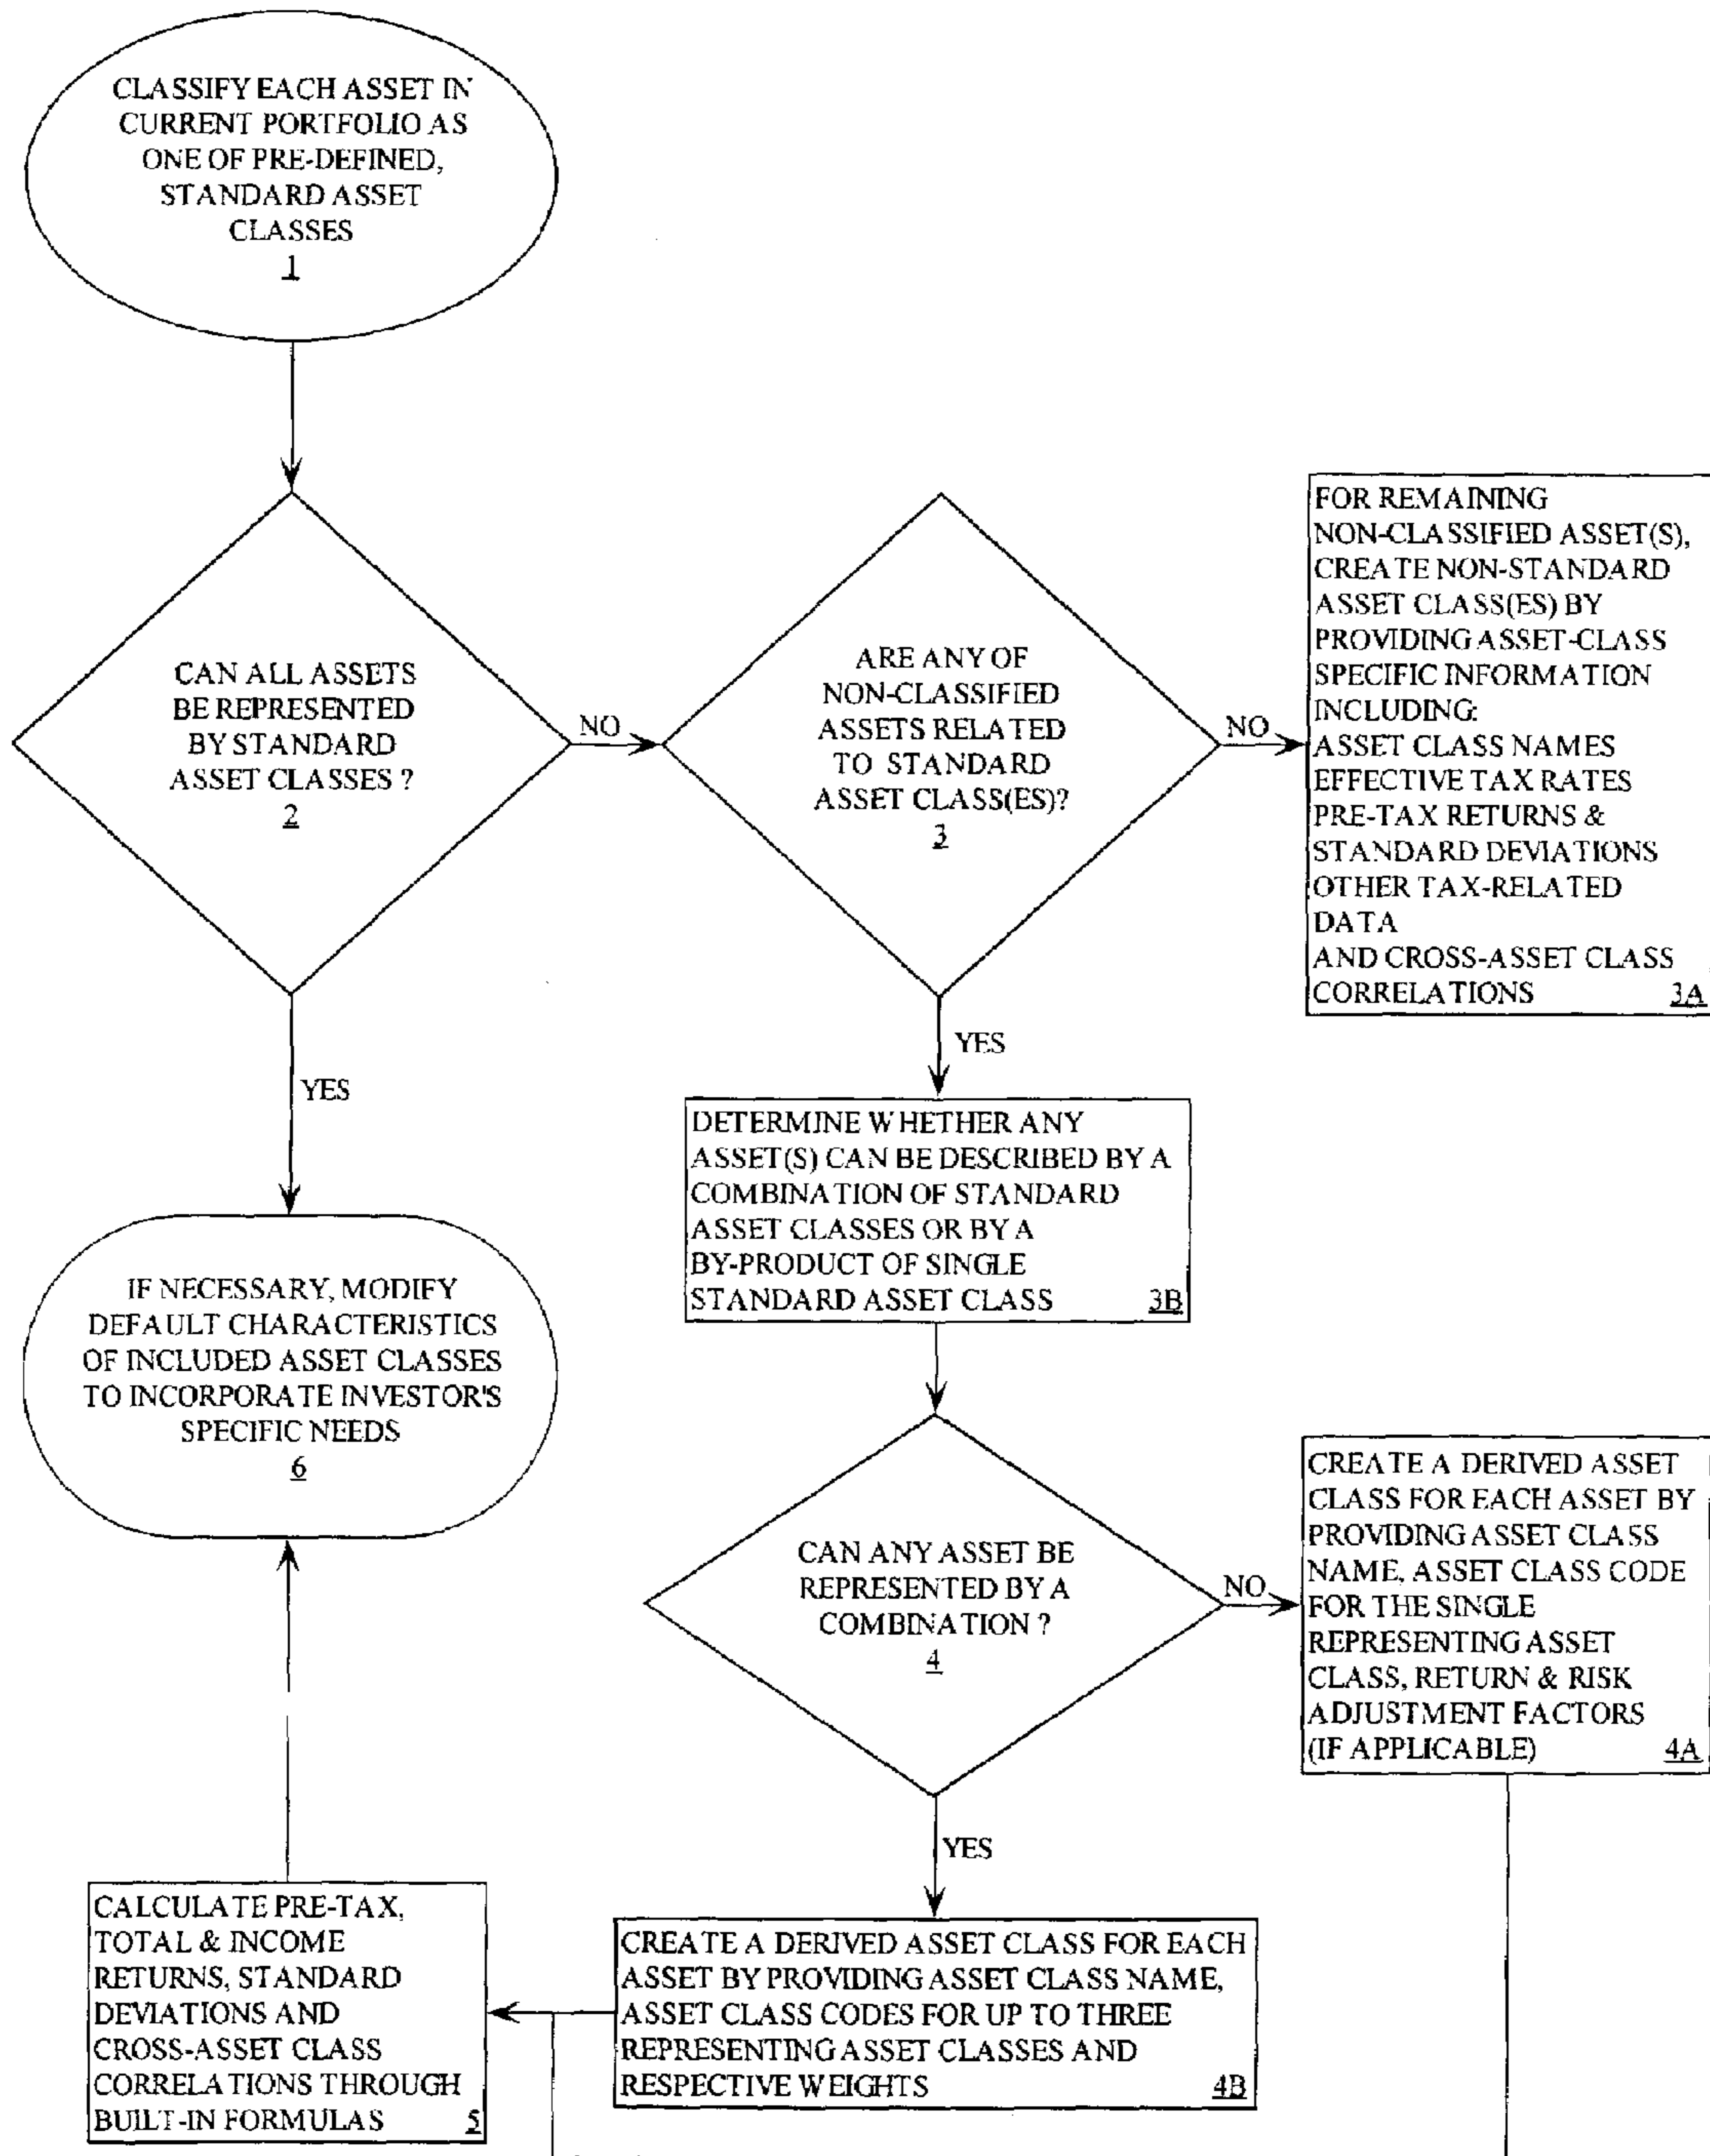 CLASSIFY EACH ASSET IN
CURRENT PORTFOLIO AS
ONE OF PRE-DEFINED,
STANDARD ASSET
CLASSES
1
CAN ALL ASSETS
BE REPRESENTED
BY STANDARD
ASSET CLASSES ?
2
NO
YES
ARE ANY OF
NON-CLASSIFIED
ASSETS RELATED
TO STANDARD
ASSET CLASS(ES)?
3
NO
YES
FOR REMAINING
NON-CLASSIFIED ASSET(S),
CREATE NON-STANDARD
ASSET CLASS(ES) BY
PROVIDING ASSET-CLASS
SPECIFIC INFORMATION
INCLUDING:
ASSET CLASS NAMES
EFFECTIVE TAX RATES
PRE-TAX RETURNS &
STANDARD DEVIATIONS
OTHER TAX-RELATED
DATA
AND CROSS-ASSET CLASS
CORRELATIONS 3A
DETERMINE WHETHER ANY
ASSET(S) CAN BE DESCRIBED BY A
COMBINATION OF STANDARD
ASSET CLASSES OR BY A
BY-PRODUCT OF SINGLE
STANDARD ASSET CLASS 3B
IF NECESSARY, MODIFY
DEFAULT CHARACTERISTICS
OF INCLUDED ASSET CLASSES
TO INCORPORATE INVESTOR'S
SPECIFIC NEEDS
6
CAN ANY ASSET BE
REPRESENTED BY A
COMBINATION ?
4
NO
YES
CREATE A DERIVED ASSET
CLASS FOR EACH ASSET BY
PROVIDING ASSET CLASS
NAME, ASSET CLASS CODE
FOR THE SINGLE
REPRESENTING ASSET
CLASS, RETURN & RISK
ADJUSTMENT FACTORS
(IF APPLICABLE) 4A
CALCULATE PRE-TAX,
TOTAL & INCOME
RETURNS, STANDARD
DEVIATIONS AND
CROSS-ASSET CLASS
CORRELATIONS THROUGH
BUILT-IN FORMULAS 5
CREATE A DERIVED ASSET CLASS FOR EACH
ASSET BY PROVIDING ASSET CLASS NAME,
ASSET CLASS CODES FOR UP TO THREE
REPRESENTING ASSET CLASSES AND
RESPECTIVE WEIGHTS 4B